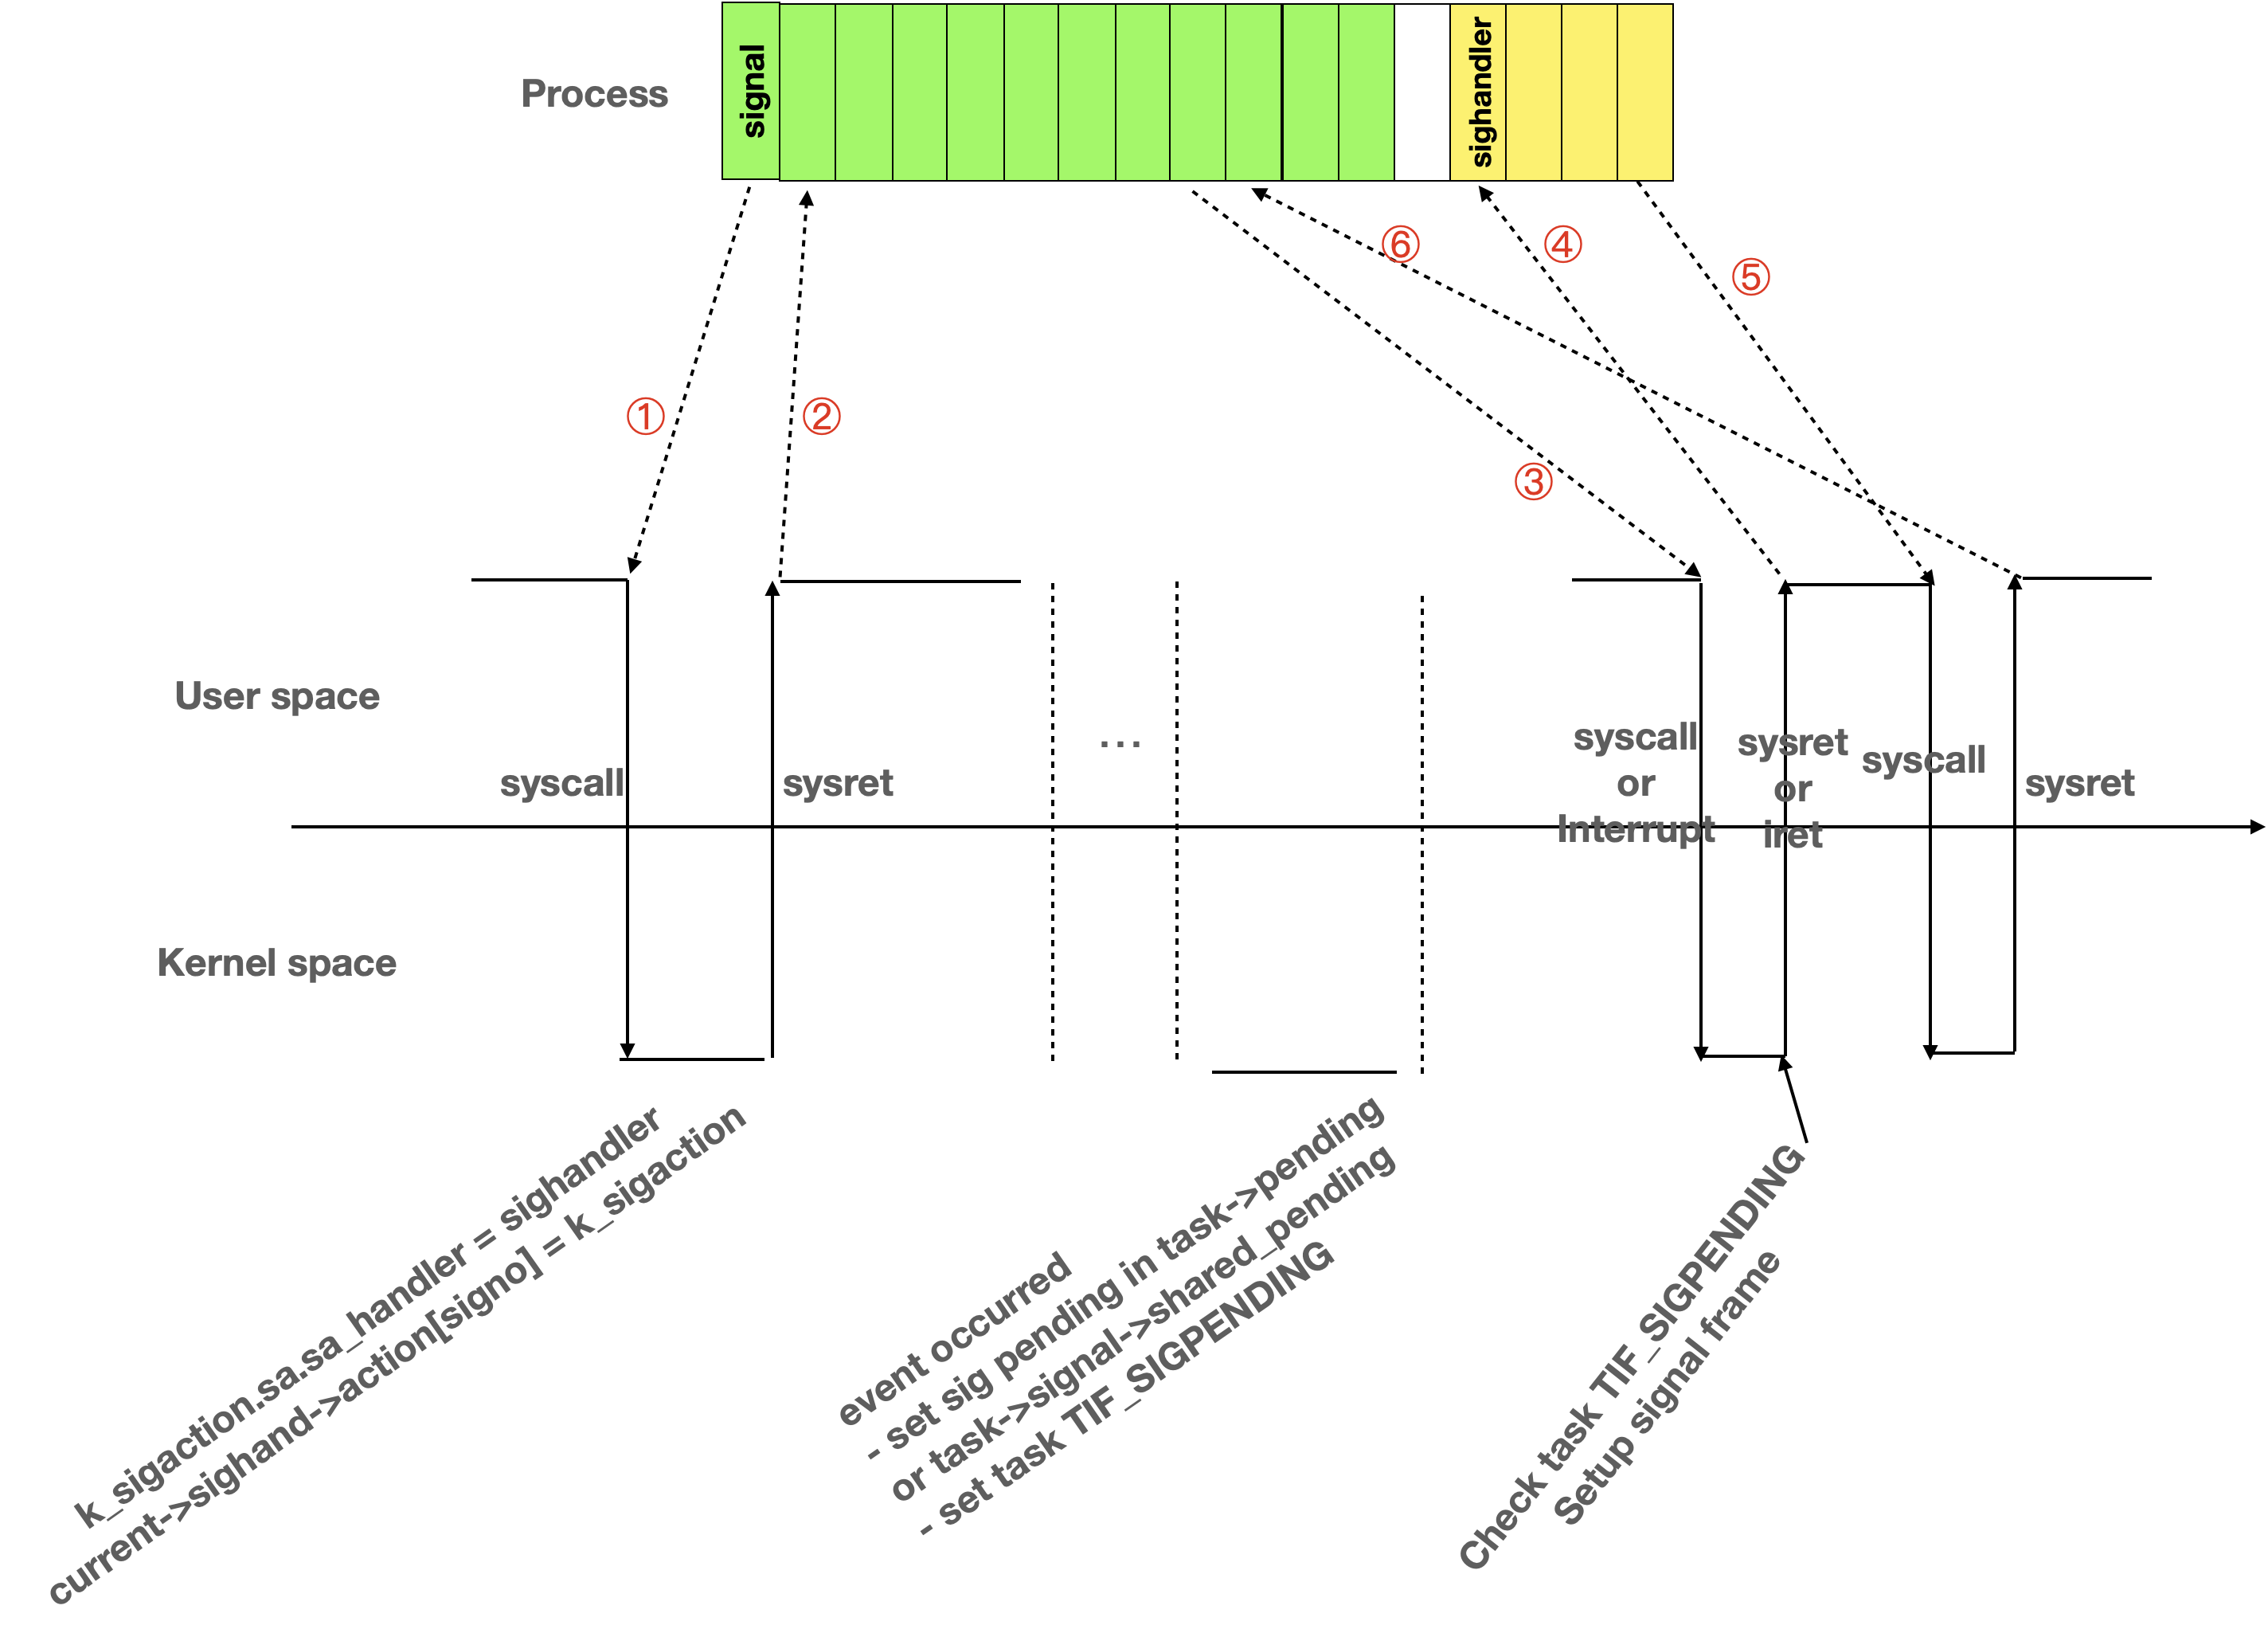 Process
signal
sighandler
①
②
③
④
⑤
⑥
User space
syscall
sysret
...
syscall
or
Interrupt
sysret
or
iret
syscall
sysret
Kernel space
k_sigaction.sa.sa_handler = sighandler
current->sighand->action[signo] = k_sigaction
event occurred
- set sig pending in task->pending
or task->signal->shared_pending
- set task TIF_SIGPENDING
Check task TIF_SIGPENDING
Setup signal frame